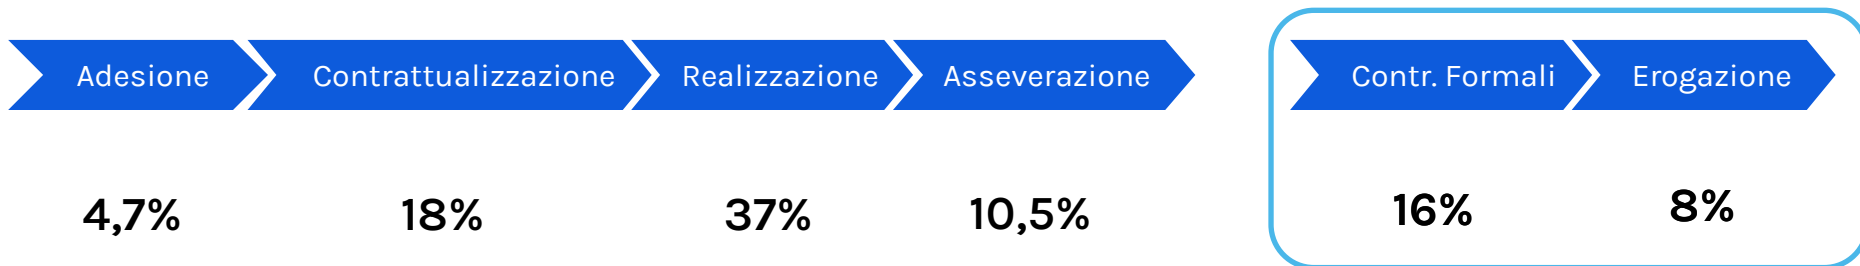 Adesione Contrattualizzazione Realizzazione Asseverazione Contr. Formali Erogazione
4,7% 18% 37% 10,5% 16% 8%